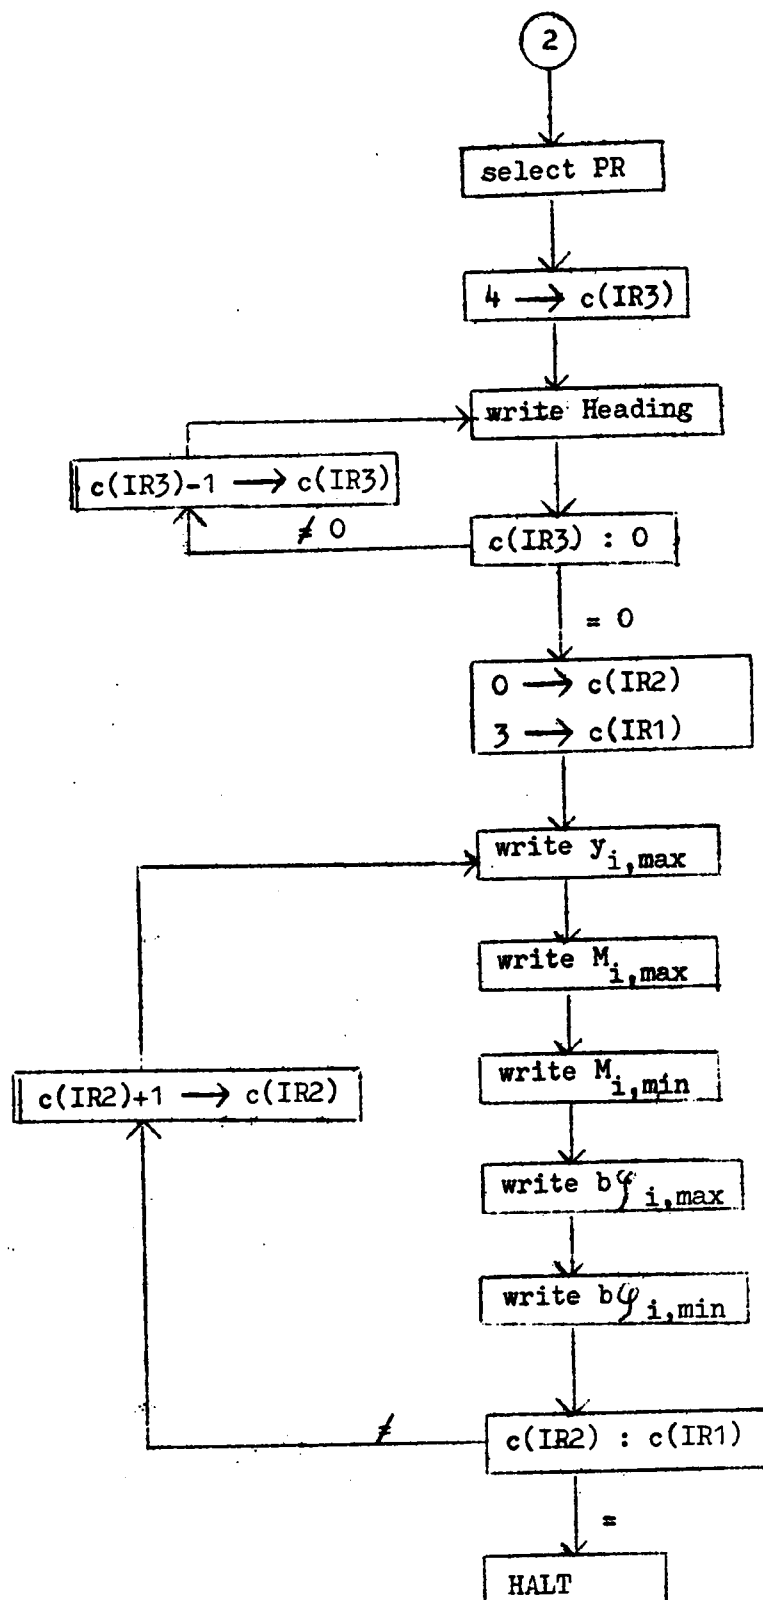 2
select PR
4 → c(IR3)
write Heading
c(IR3)-1 → c(IR3)
≠ 0
c(IR3) : 0
= 0
0 → c(IR2)
3 → c(IR1)
write y i,max
write M i,max
write M i,min
c(IR2)+1 → c(IR2)
write bφ i,max
write bφ i,min
≠
c(IR2) : c(IR1)
=
HALT